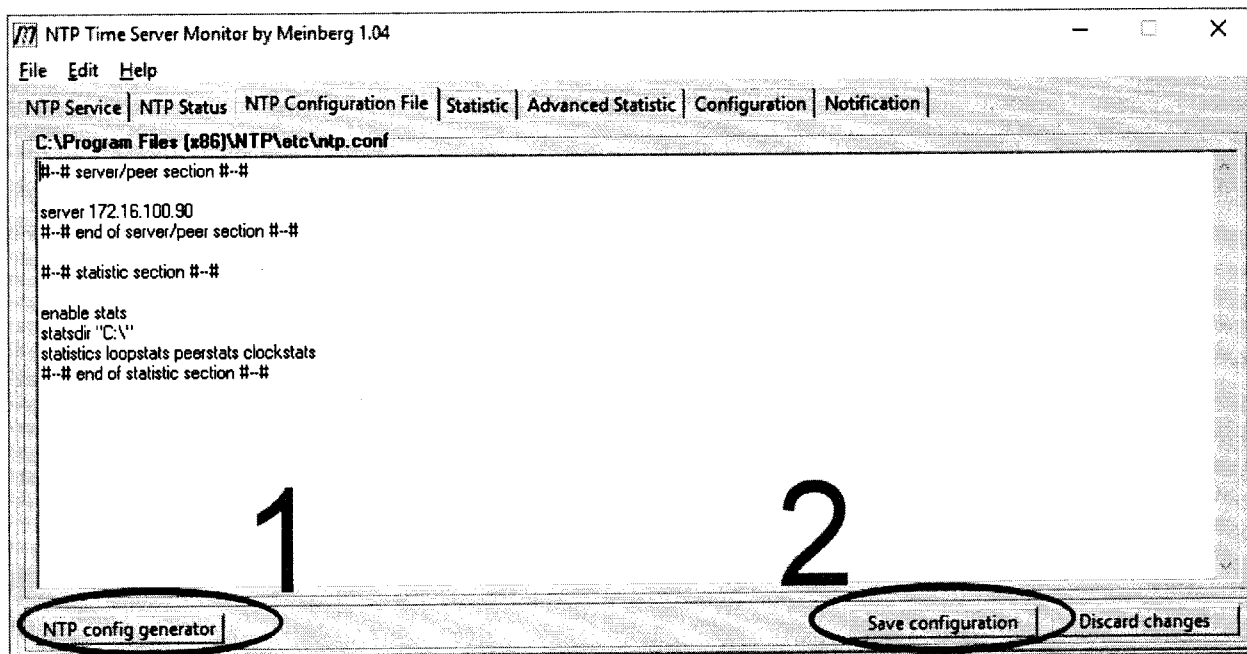 NTP Time Server Monitor by Meinberg 1.04
File Edit Help
NTP Service NTP Status NTP Configuration File Statistic Advanced Statistic Configuration Notification
C:\Program Files (x86)\NTP\etc\ntp.conf
#--# server/peer section #--#
server 172.16.100.90
#--# end of server/peer section #--#
#--# statistic section #--#
enable stats
statsdir "C:\"
statistics loopstats peerstats clockstats
#--# end of statistic section #--#
1 2
NTP config generator Save configuration Discard changes